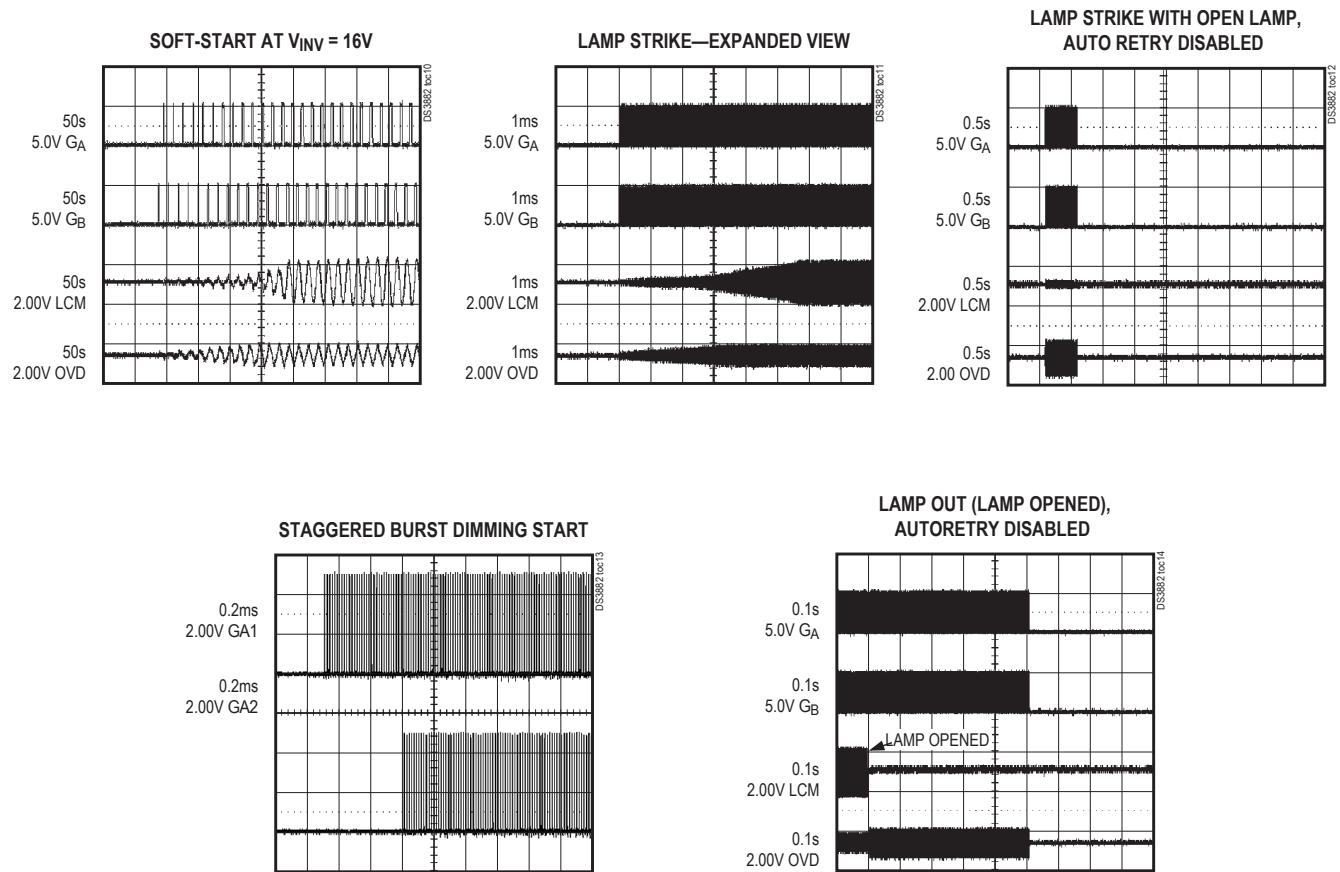 SOFT-START AT VINV = 16V
DS3882 toc10
50s
5.0V GA
50s
5.0V GB
50s
2.00V LCM
50s
2.00V OVD
LAMP STRIKE—EXPANDED VIEW
DS3882 toc11
1ms
5.0V GA
1ms
5.0V GB
1ms
2.00V LCM
1ms
2.00V OVD
LAMP STRIKE WITH OPEN LAMP,
AUTO RETRY DISABLED
DS3882 toc12
0.5s
5.0V GA
0.5s
5.0V GB
0.5s
2.00V LCM
0.5s
2.00 OVD
STAGGERED BURST DIMMING START
DS3882 toc13
0.2ms
2.00V GA1
0.2ms
2.00V GA2
LAMP OUT (LAMP OPENED),
AUTORETRY DISABLED
DS3882 toc14
0.1s
5.0V GA
0.1s
5.0V GB
LAMP OPENED
0.1s
2.00V LCM
0.1s
2.00V OVD